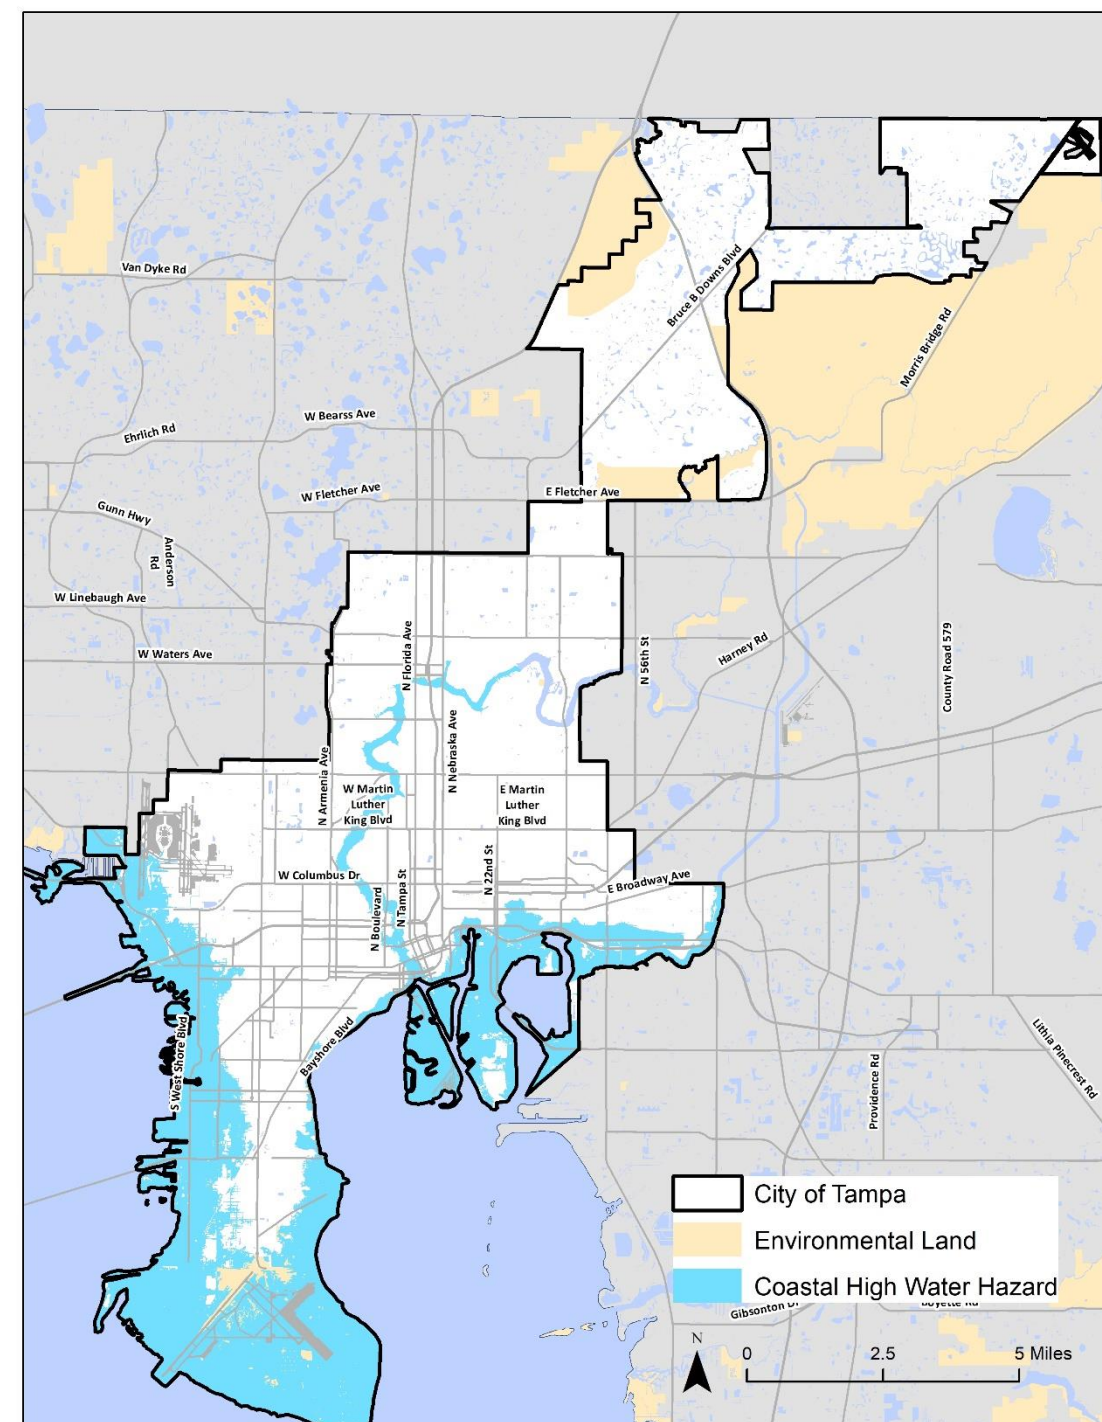 Van Dyke Rd
Bruce B Downs Blvd
Morris Bridge Rd
W Bearss Ave
Ehrlich Rd
W Fletcher Ave
E Fletcher Ave
Gunn Hwy
Anderson
Rd
W Linebaugh Ave
W Waters Ave
N Florida Ave
N 56th St
Harney Rd
County Road 579
N Armenia Ave
N Nebraska Ave
W Martin
Luther
King Blvd
E Martin
Luther
King Blvd
W Columbus Dr
N Boulevard
N Tampa St
N 22nd St
E Broadway Ave
S West Shore Blvd
Bayshore Blvd
Providence Rd
Lithia Pinecrest Rd
City of Tampa
Environmental Land
Coastal High Water Hazard
Gibsonton Dr
N
0 2.5 5 Miles